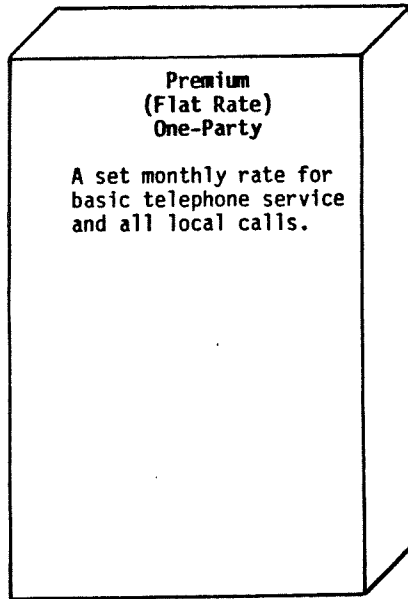 Premium
(Flat Rate)
One-Party
A set monthly rate for
basic telephone service
and all local calls.